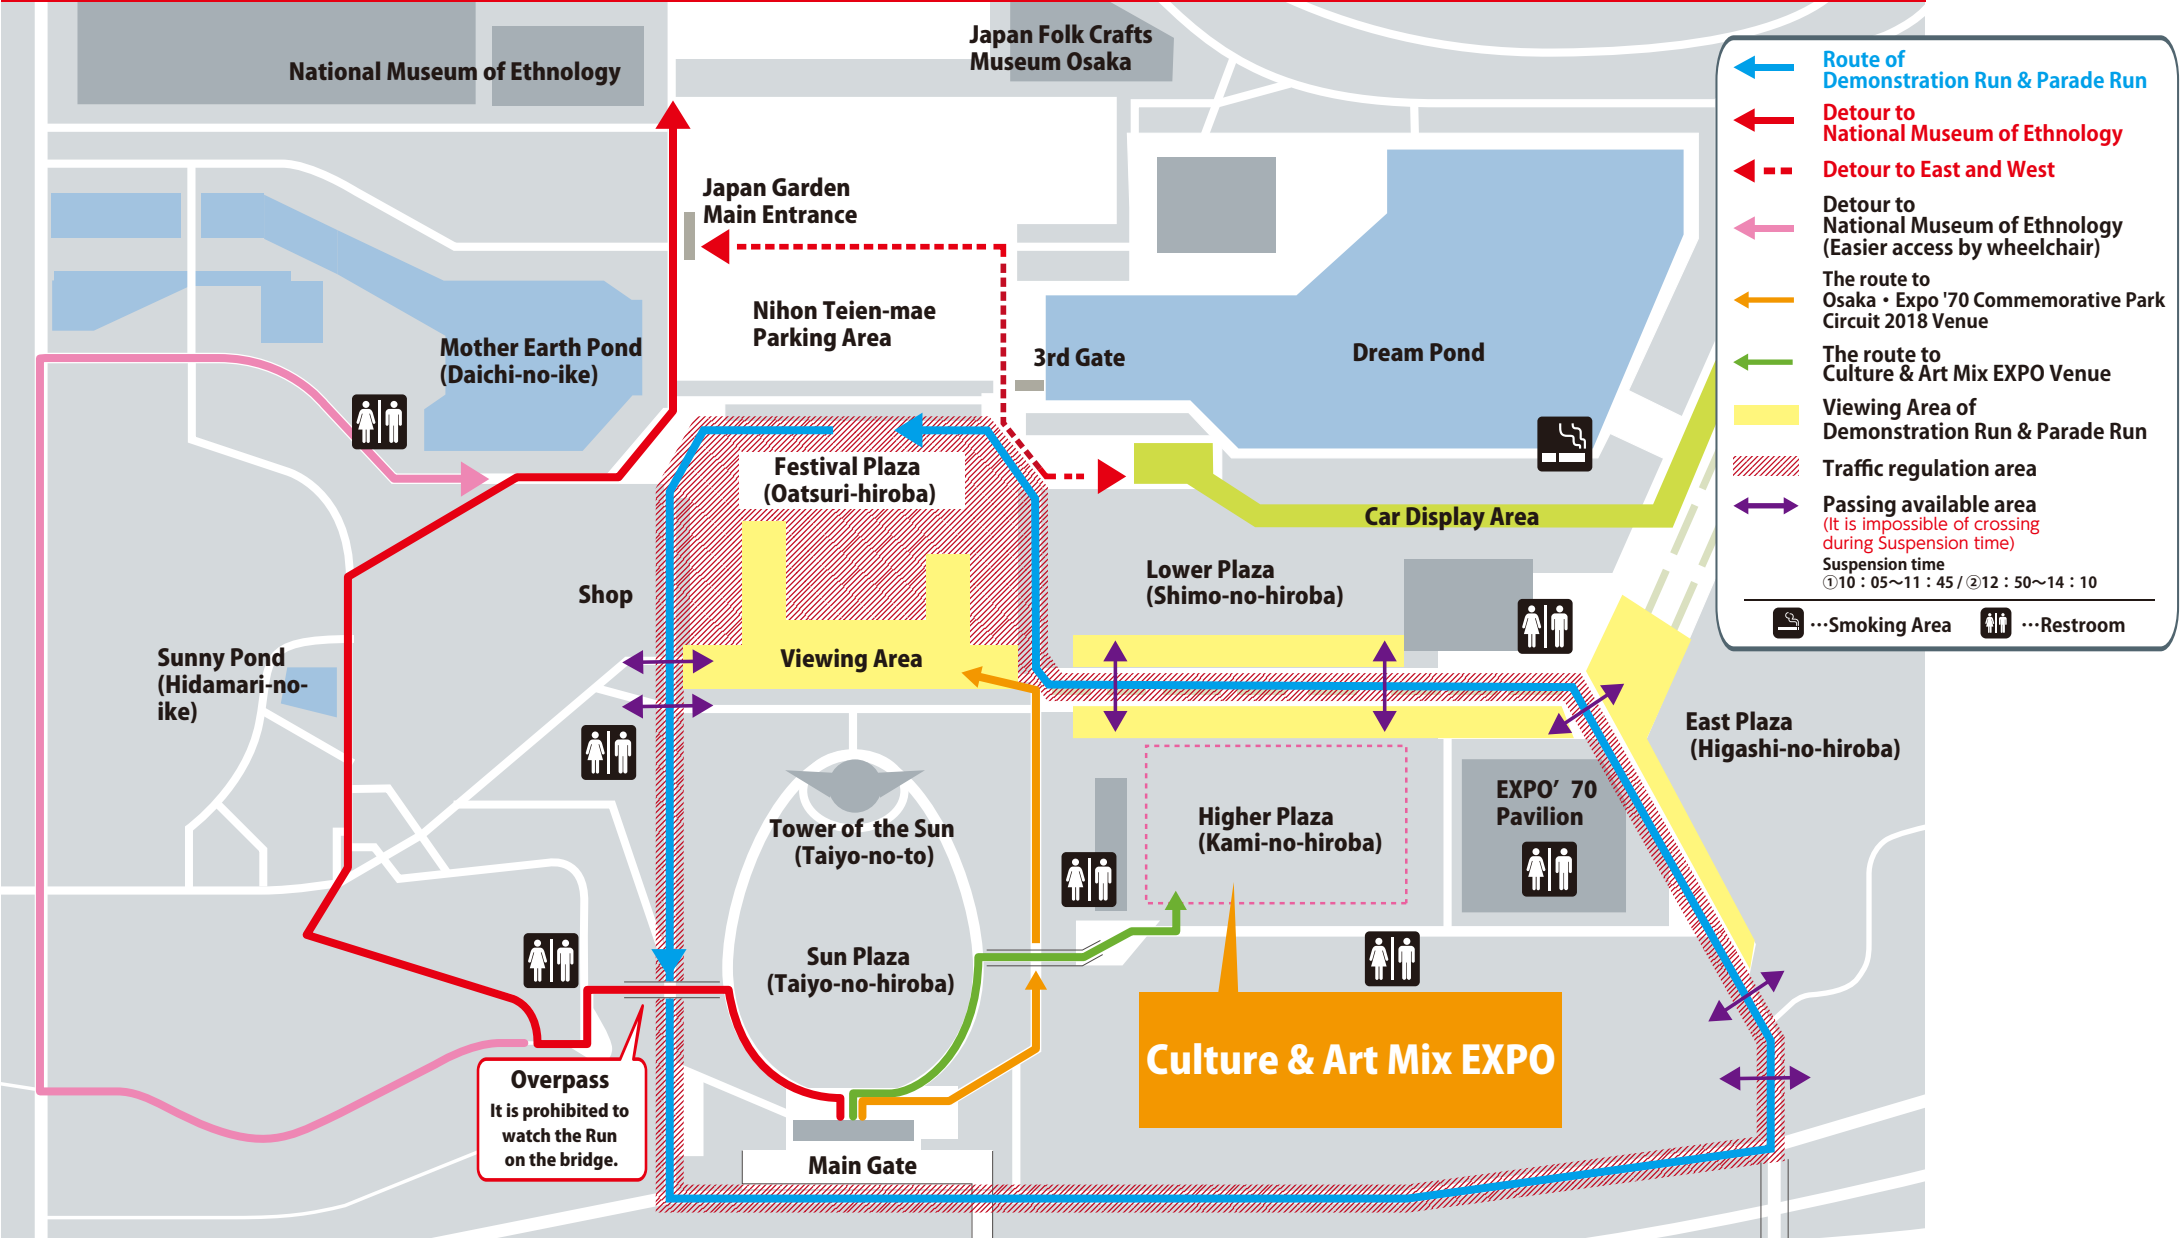 National Museum of Ethnology
Japan Folk Crafts
Museum Osaka
Japan Garden
Main Entrance
Nihon Teien-mae
Parking Area
3rd Gate
Mother Earth Pond
(Daichi-no-ike)
Dream Pond
Festival Plaza
(Oatsuri-hiroba)
Car Display Area
Shop
Lower Plaza
(Shimo-no-hiroba)
Viewing Area
Sunny Pond
(Hidamari-no-
ike)
East Plaza
(Higashi-no-hiroba)
EXPO’ 70
Pavilion
Higher Plaza
(Kami-no-hiroba)
Tower of the Sun
(Taiyo-no-to)
Sun Plaza
(Taiyo-no-hiroba)
Culture & Art Mix EXPO
Overpass
It is prohibited to
watch the Run
on the bridge.
Main Gate
Route of
Demonstration Run & Parade Run
Detour to
National Museum of Ethnology
Detour to East and West
Detour to
National Museum of Ethnology
(Easier access by wheelchair)
The route to
Osaka・Expo '70 Commemorative Park
Circuit 2018 Venue
The route to
Culture & Art Mix EXPO Venue
Viewing Area of
Demonstration Run & Parade Run
Traffic regulation area
Passing available area
(It is impossible of crossing
during Suspension time)
Suspension time
①10：05〜11：45 / ②12：50〜14：10
…Smoking Area …Restroom